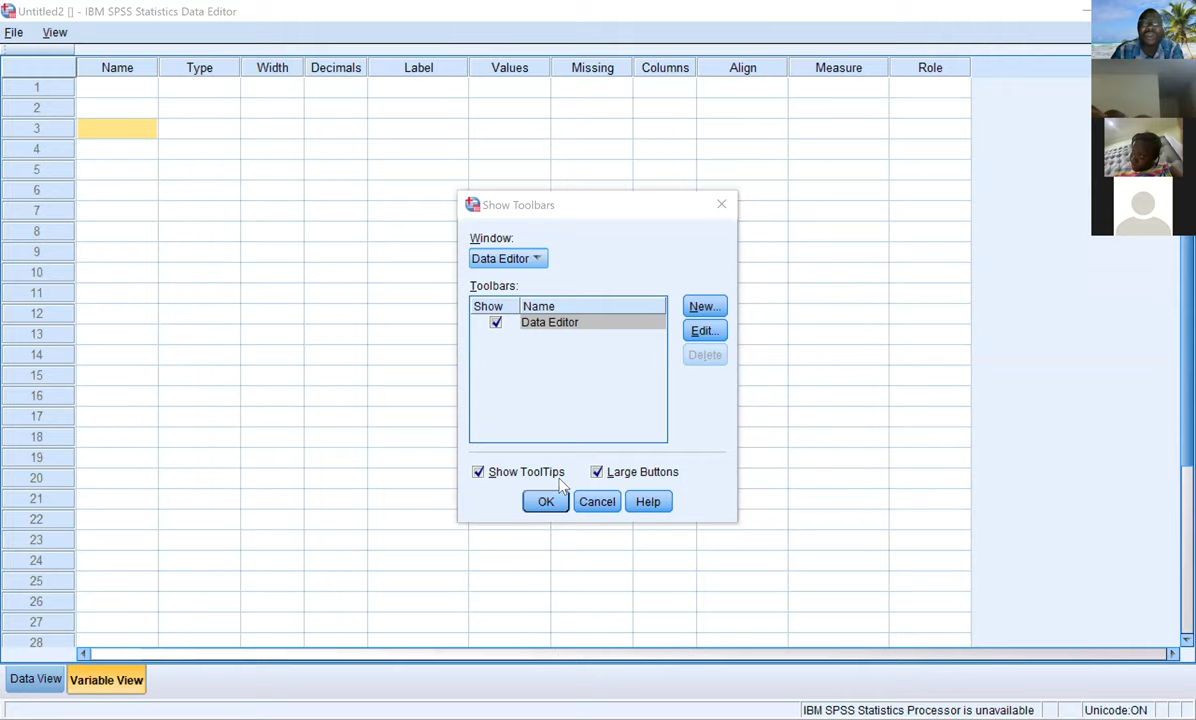 Untitled2 [] - IBM SPSS Statistics Data Editor
File View
Name Type Width Decimals Label Values Missing Columns Align Measure Role
1
2
3
4
5
6
7
8
9
10
11
12
13
14
15
16
17
18
19
20
21
22
23
24
25
26
27
28
Show Toolbars
Window:
Data Editor
Toolbars:
Show Name
Data Editor
New...
Edit...
Delete
Show ToolTips Large Buttons
OK Cancel Help
Data View Variable View
IBM SPSS Statistics Processor is unavailable Unicode:ON